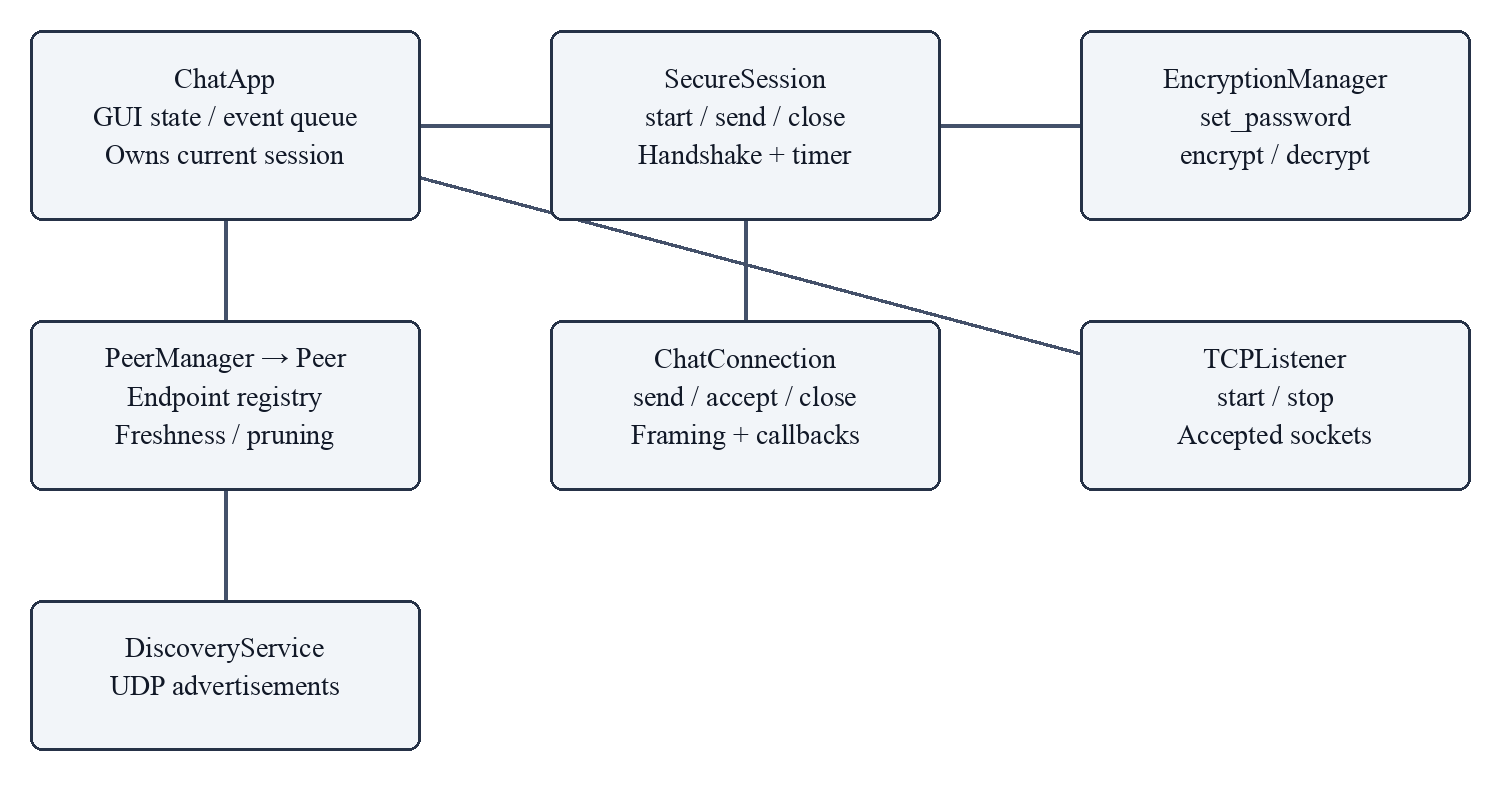 ChatApp
GUI state / event queue
Owns current session
SecureSession
start / send / close
Handshake + timer
EncryptionManager
set_password
encrypt / decrypt
PeerManager → Peer
Endpoint registry
Freshness / pruning
ChatConnection
send / accept / close
Framing + callbacks
TCPListener
start / stop
Accepted sockets
DiscoveryService
UDP advertisements